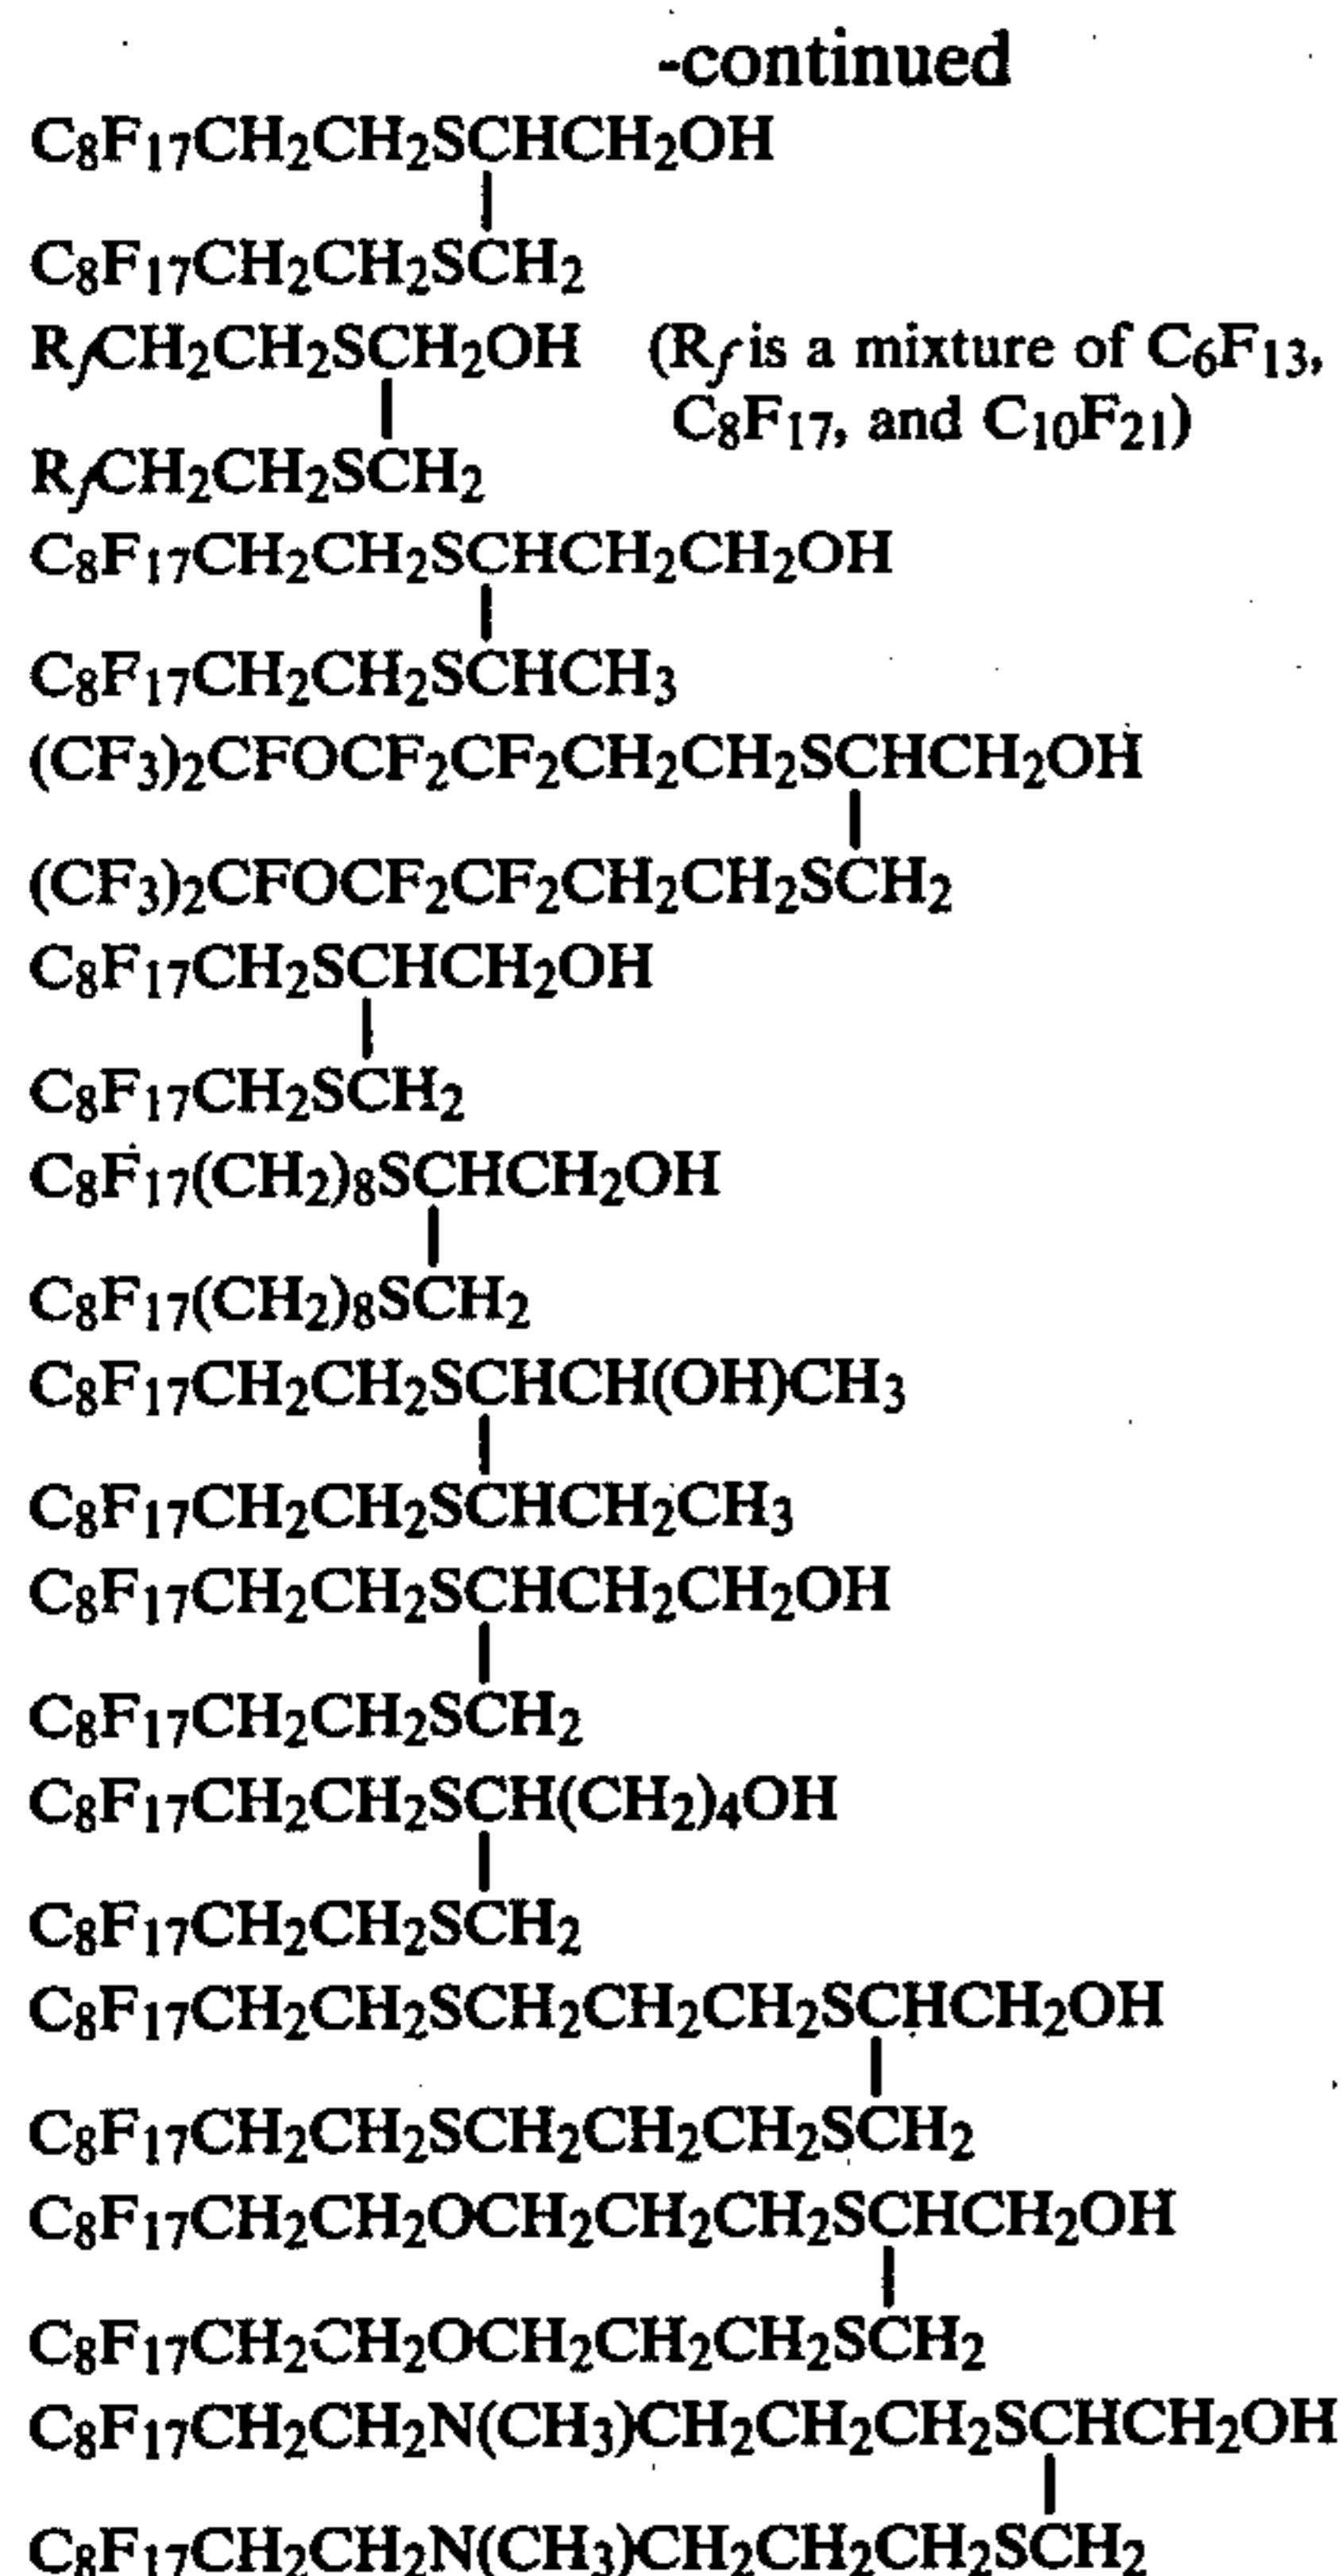 -continued
C₈F₁₇CH₂CH₂SCHCH₂OH
|
C₈F₁₇CH₂CH₂SCH₂
R𝑓CH₂CH₂SCH₂OH (R𝑓 is a mixture of C₆F₁₃,
| C₈F₁₇, and C₁₀F₂₁)
R𝑓CH₂CH₂SCH₂
C₈F₁₇CH₂CH₂SCHCH₂CH₂OH
|
C₈F₁₇CH₂CH₂SCHCH₃
(CF₃)₂CFOCF₂CF₂CH₂CH₂SCHCH₂OH
|
(CF₃)₂CFOCF₂CF₂CH₂CH₂SCH₂
C₈F₁₇CH₂SCHCH₂OH
|
C₈F₁₇CH₂SCH₂
C₈F₁₇(CH₂)₈SCHCH₂OH
|
C₈F₁₇(CH₂)₈SCH₂
C₈F₁₇CH₂CH₂SCHCH(OH)CH₃
|
C₈F₁₇CH₂CH₂SCHCH₂CH₃
C₈F₁₇CH₂CH₂SCHCH₂CH₂OH
|
C₈F₁₇CH₂CH₂SCH₂
C₈F₁₇CH₂CH₂SCH(CH₂)₄OH
|
C₈F₁₇CH₂CH₂SCH₂
C₈F₁₇CH₂CH₂SCH₂CH₂CH₂SCHCH₂OH
|
C₈F₁₇CH₂CH₂SCH₂CH₂CH₂SCH₂
C₈F₁₇CH₂CH₂OCH₂CH₂CH₂SCHCH₂OH
|
C₈F₁₇CH₂CH₂OCH₂CH₂CH₂SCH₂
C₈F₁₇CH₂CH₂N(CH₃)CH₂CH₂CH₂SCHCH₂OH
|
C₈F₁₇CH₂CH₂N(CH₃)CH₂CH₂CH₂SCH₂